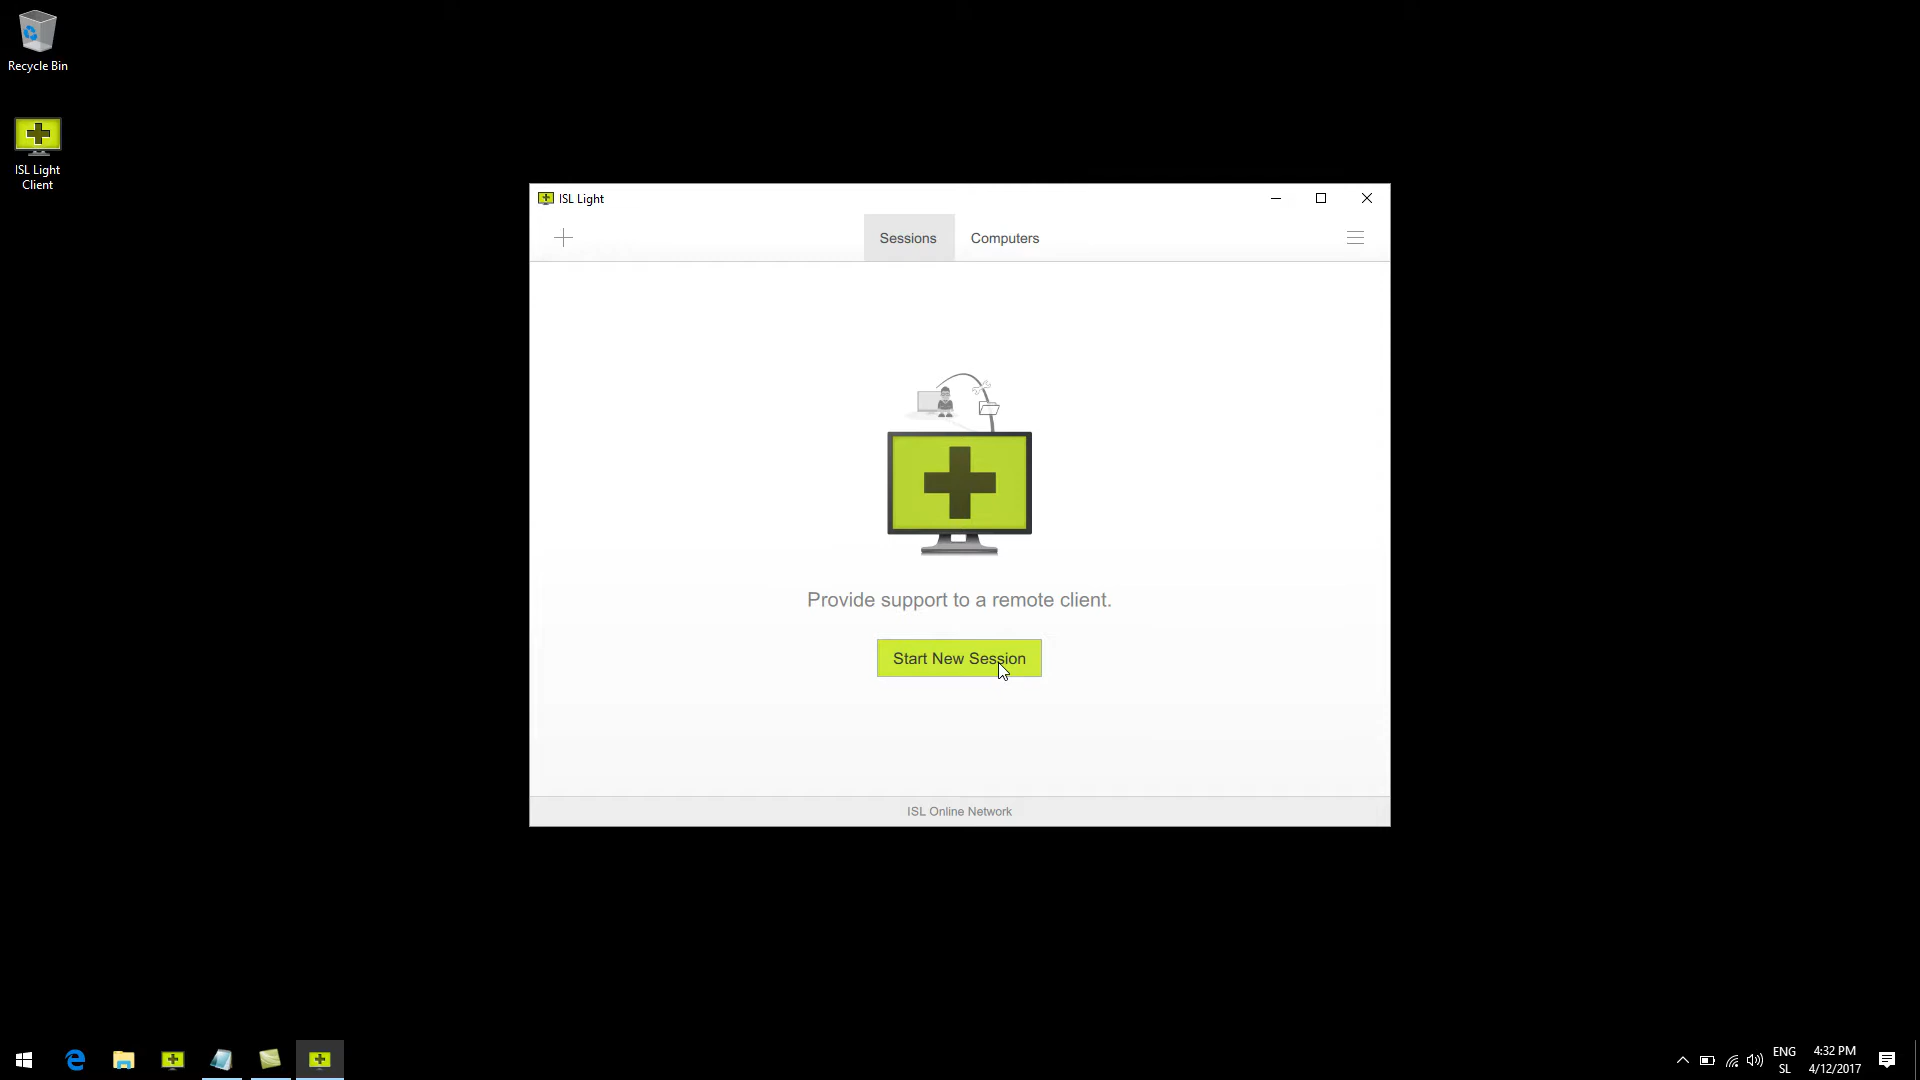 Recycle Bin
ISL Light
Client
ISL Light
Sessions
Computers
Provide support to a remote client.
Start New Session
ISL Online Network
ENG
SL
4:32 PM
4/12/2017